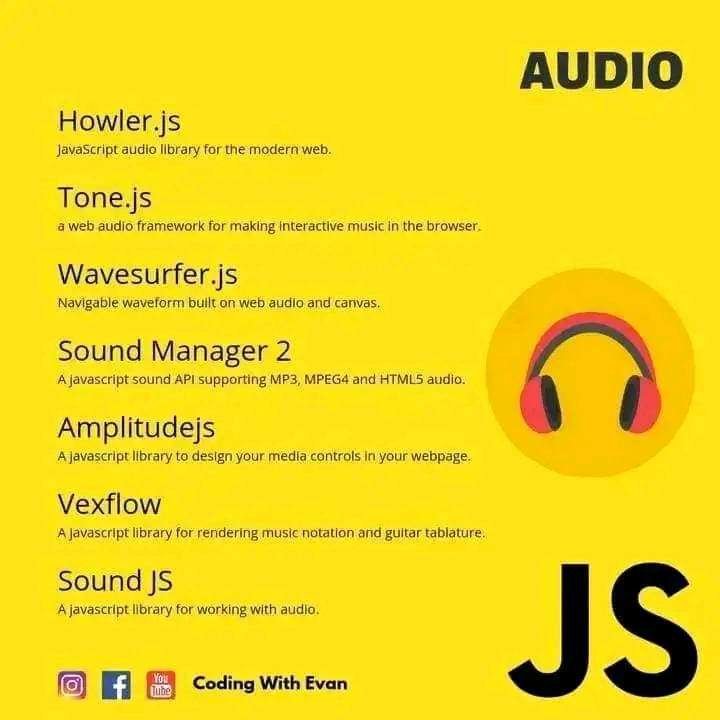 AUDIO
Howler.js
JavaScript audio library for the modern web.
Tone.js
a web audio framework for making interactive music in the browser.
Wavesurfer.js
Navigable waveform built on web audio and canvas.
Sound Manager 2
A javascript sound API supporting MP3, MPEG4 and HTML5 audio.
Amplitudejs
A javascript library to design your media controls in your webpage.
Vexflow
A javascript library for rendering music notation and guitar tablature.
Sound JS
A javascript library for working with audio.
You
Tube
Coding With Evan
JS